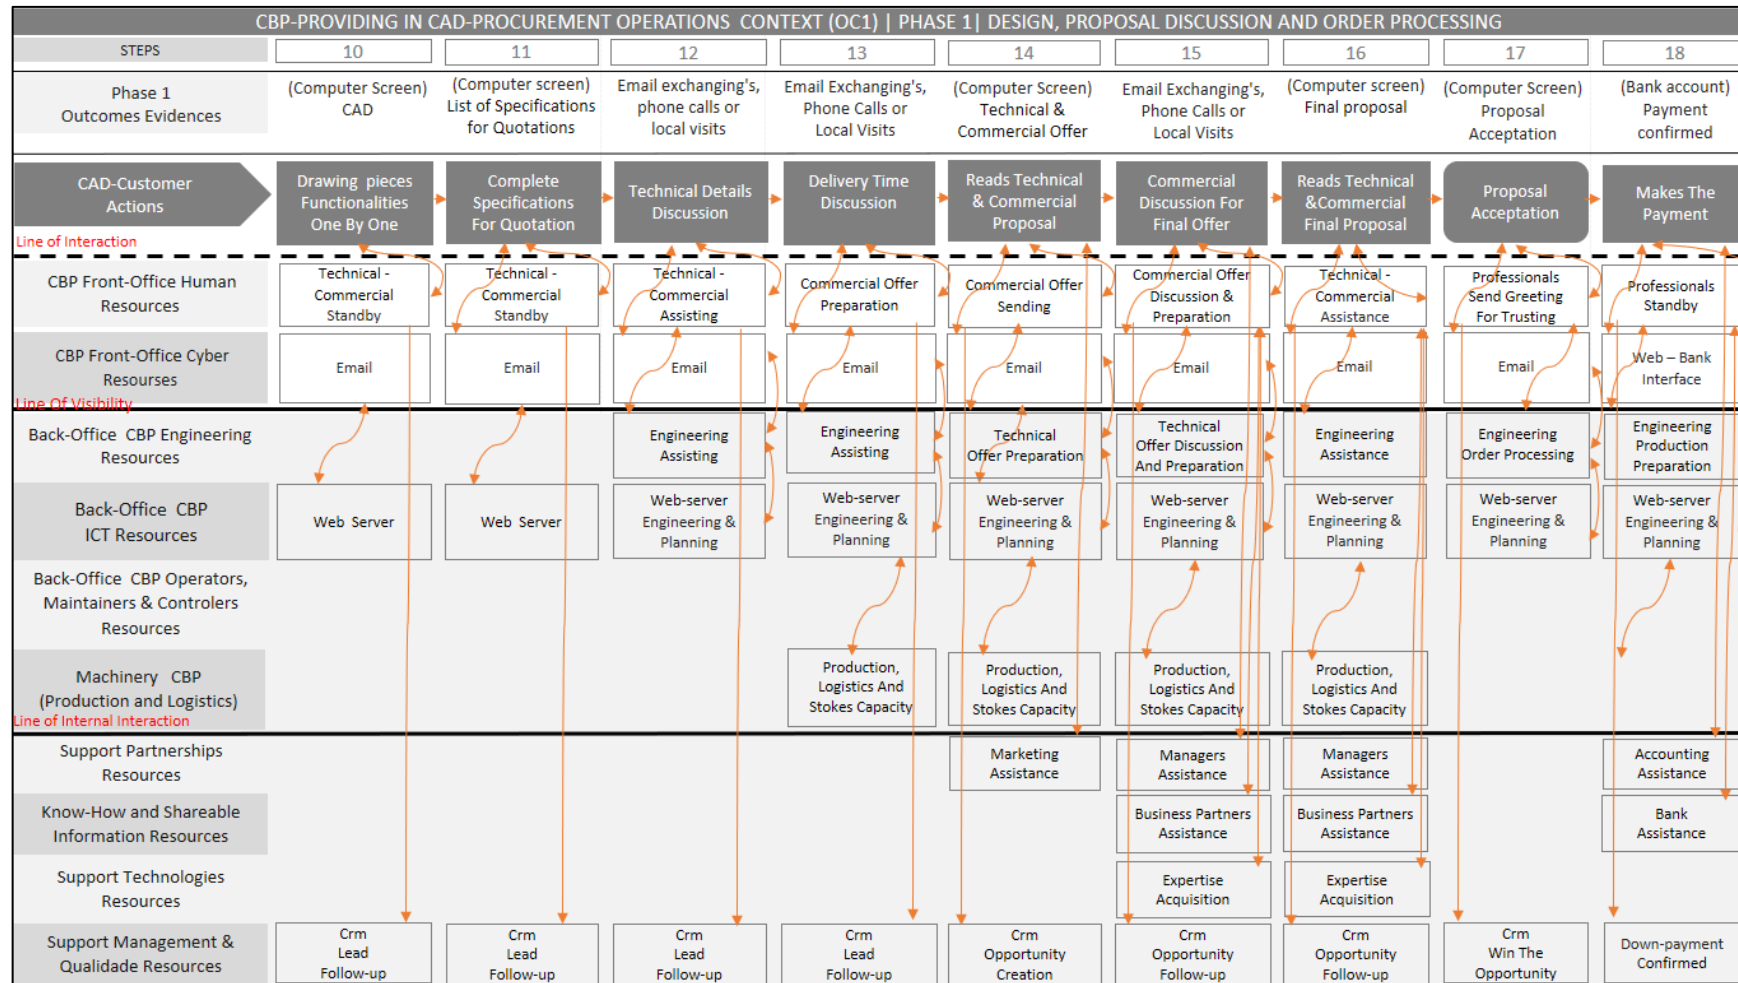 CBP-PROVIDING IN CAD-PROCUREMENT OPERATIONS CONTEXT (OC1) | PHASE 1| DESIGN, PROPOSAL DISCUSSION AND ORDER PROCESSING
STEPS
10
11
12
13
14
15
16
17
18
Phase 1
Outcomes Evidences
(Computer Screen)
CAD
(Computer screen)
List of Specifications
for Quotations
Email exchanging's,
phone calls or
local visits
Email Exchanging's,
Phone Calls or
Local Visits
(Computer Screen)
Technical &
Commercial Offer
Email Exchanging's,
Phone Calls or
Local Visits
(Computer screen)
Final proposal
(Computer Screen)
Proposal
Acceptation
(Bank account)
Payment
confirmed
CAD-Customer
Actions
Drawing pieces
Functionalities
One By One
Complete
Specifications
For Quotation
Technical Details
Discussion
Delivery Time
Discussion
Reads Technical
& Commercial
Proposal
Commercial
Discussion For
Final Offer
Reads Technical
&Commercial
Final Proposal
Proposal
Acceptation
Makes The
Payment
Line of Interaction
CBP Front-Office Human
Resources
Technical -
Commercial
Standby
Technical -
Commercial
Standby
Technical -
Commercial
Assisting
Commercial Offer
Preparation
Commercial Offer
Sending
Commercial Offer
Discussion &
Preparation
Technical -
Commercial
Assistance
Professionals
Send Greeting
For Trusting
Professionals
Standby
CBP Front-Office Cyber
Resourses
Email
Email
Email
Email
Email
Email
Email
Email
Web – Bank
Interface
Line Of Visibility
Back-Office CBP Engineering
Resources
Engineering
Assisting
Engineering
Assisting
Technical
Offer Preparation
Technical
Offer Discussion
And Preparation
Engineering
Assistance
Engineering
Order Processing
Engineering
Production
Preparation
Back-Office CBP
ICT Resources
Web Server
Web Server
Web-server
Engineering &
Planning
Web-server
Engineering &
Planning
Web-server
Engineering &
Planning
Web-server
Engineering &
Planning
Web-server
Engineering &
Planning
Web-server
Engineering &
Planning
Web-server
Engineering &
Planning
Back-Office CBP Operators,
Maintainers & Controlers
Resources
Machinery CBP
(Production and Logistics)
Production,
Logistics And
Stokes Capacity
Production,
Logistics And
Stokes Capacity
Production,
Logistics And
Stokes Capacity
Production,
Logistics And
Stokes Capacity
Line of Internal Interaction
Support Partnerships
Resources
Marketing
Assistance
Managers
Assistance
Managers
Assistance
Accounting
Assistance
Know-How and Shareable
Information Resources
Business Partners
Assistance
Business Partners
Assistance
Bank
Assistance
Support Technologies
Resources
Expertise
Acquisition
Expertise
Acquisition
Support Management &
Qualidade Resources
Crm
Lead
Follow-up
Crm
Lead
Follow-up
Crm
Lead
Follow-up
Crm
Lead
Follow-up
Crm
Opportunity
Creation
Crm
Opportunity
Follow-up
Crm
Opportunity
Follow-up
Crm
Win The
Opportunity
Down-payment
Confirmed